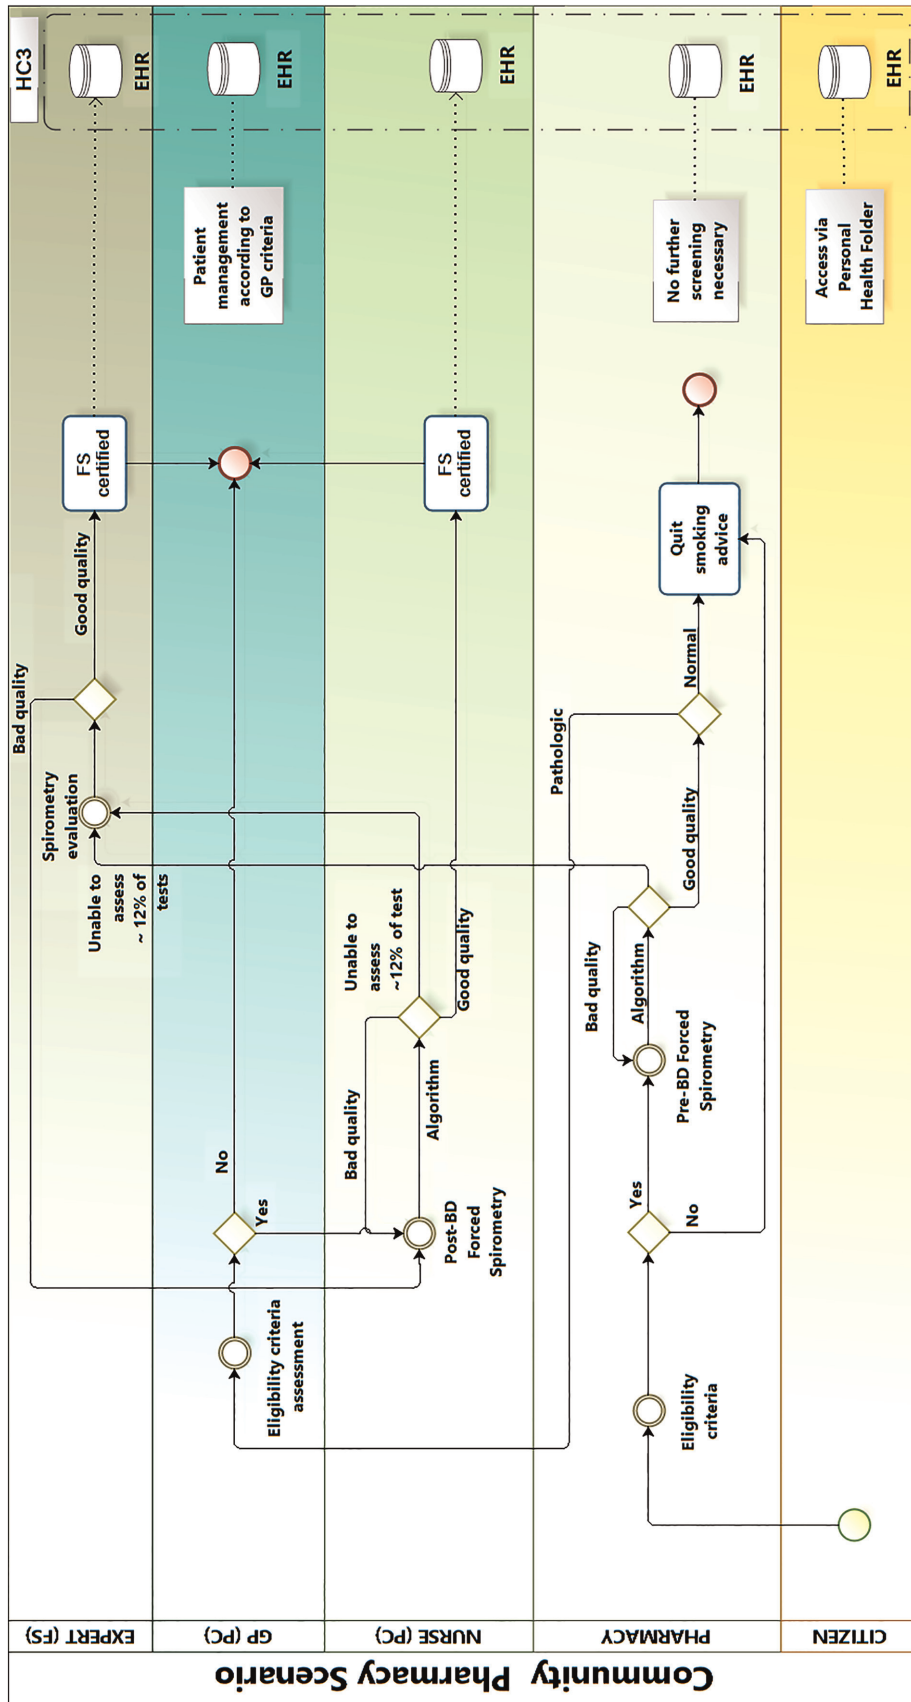 Community Pharmacy Scenario
EXPERT (FS)
GP (PC)
NURSE (PC)
PHARMACY
CITIZEN
HC3
EHR
FS
certified
Good quality
Bad quality
Spirometry
evaluation
Unable to
assess
~ 12% of
tests
EHR
Patient
management
according to
GP criteria
No
Yes
Eligibility criteria
assessment
EHR
FS
certified
Unable to
assess
~12% of test
Good quality
Bad quality
Algorithm
Post-BD
Forced
Spirometry
EHR
No further
screening
necessary
Quit
smoking
advice
Normal
Pathologic
Good quality
Bad quality
Algorithm
Pre-BD Forced
Spirometry
Yes
No
Eligibility
criteria
EHR
Access via
Personal
Health Folder